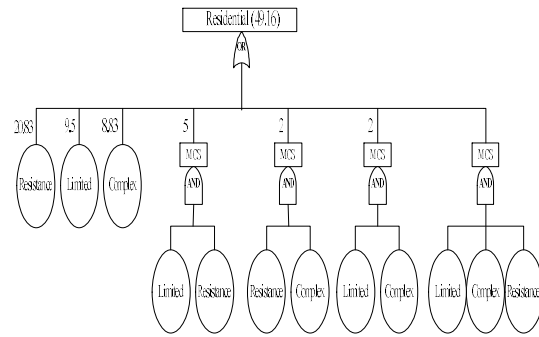 Residential (49.16)
OR
20.83 9.5 8.83 5 2 2
MCS MCS MCS MCS
Resistance Limited Complex AND AND AND AND
Limited Resistance Resistance Complex Limited Complex Limited Complex Resistance